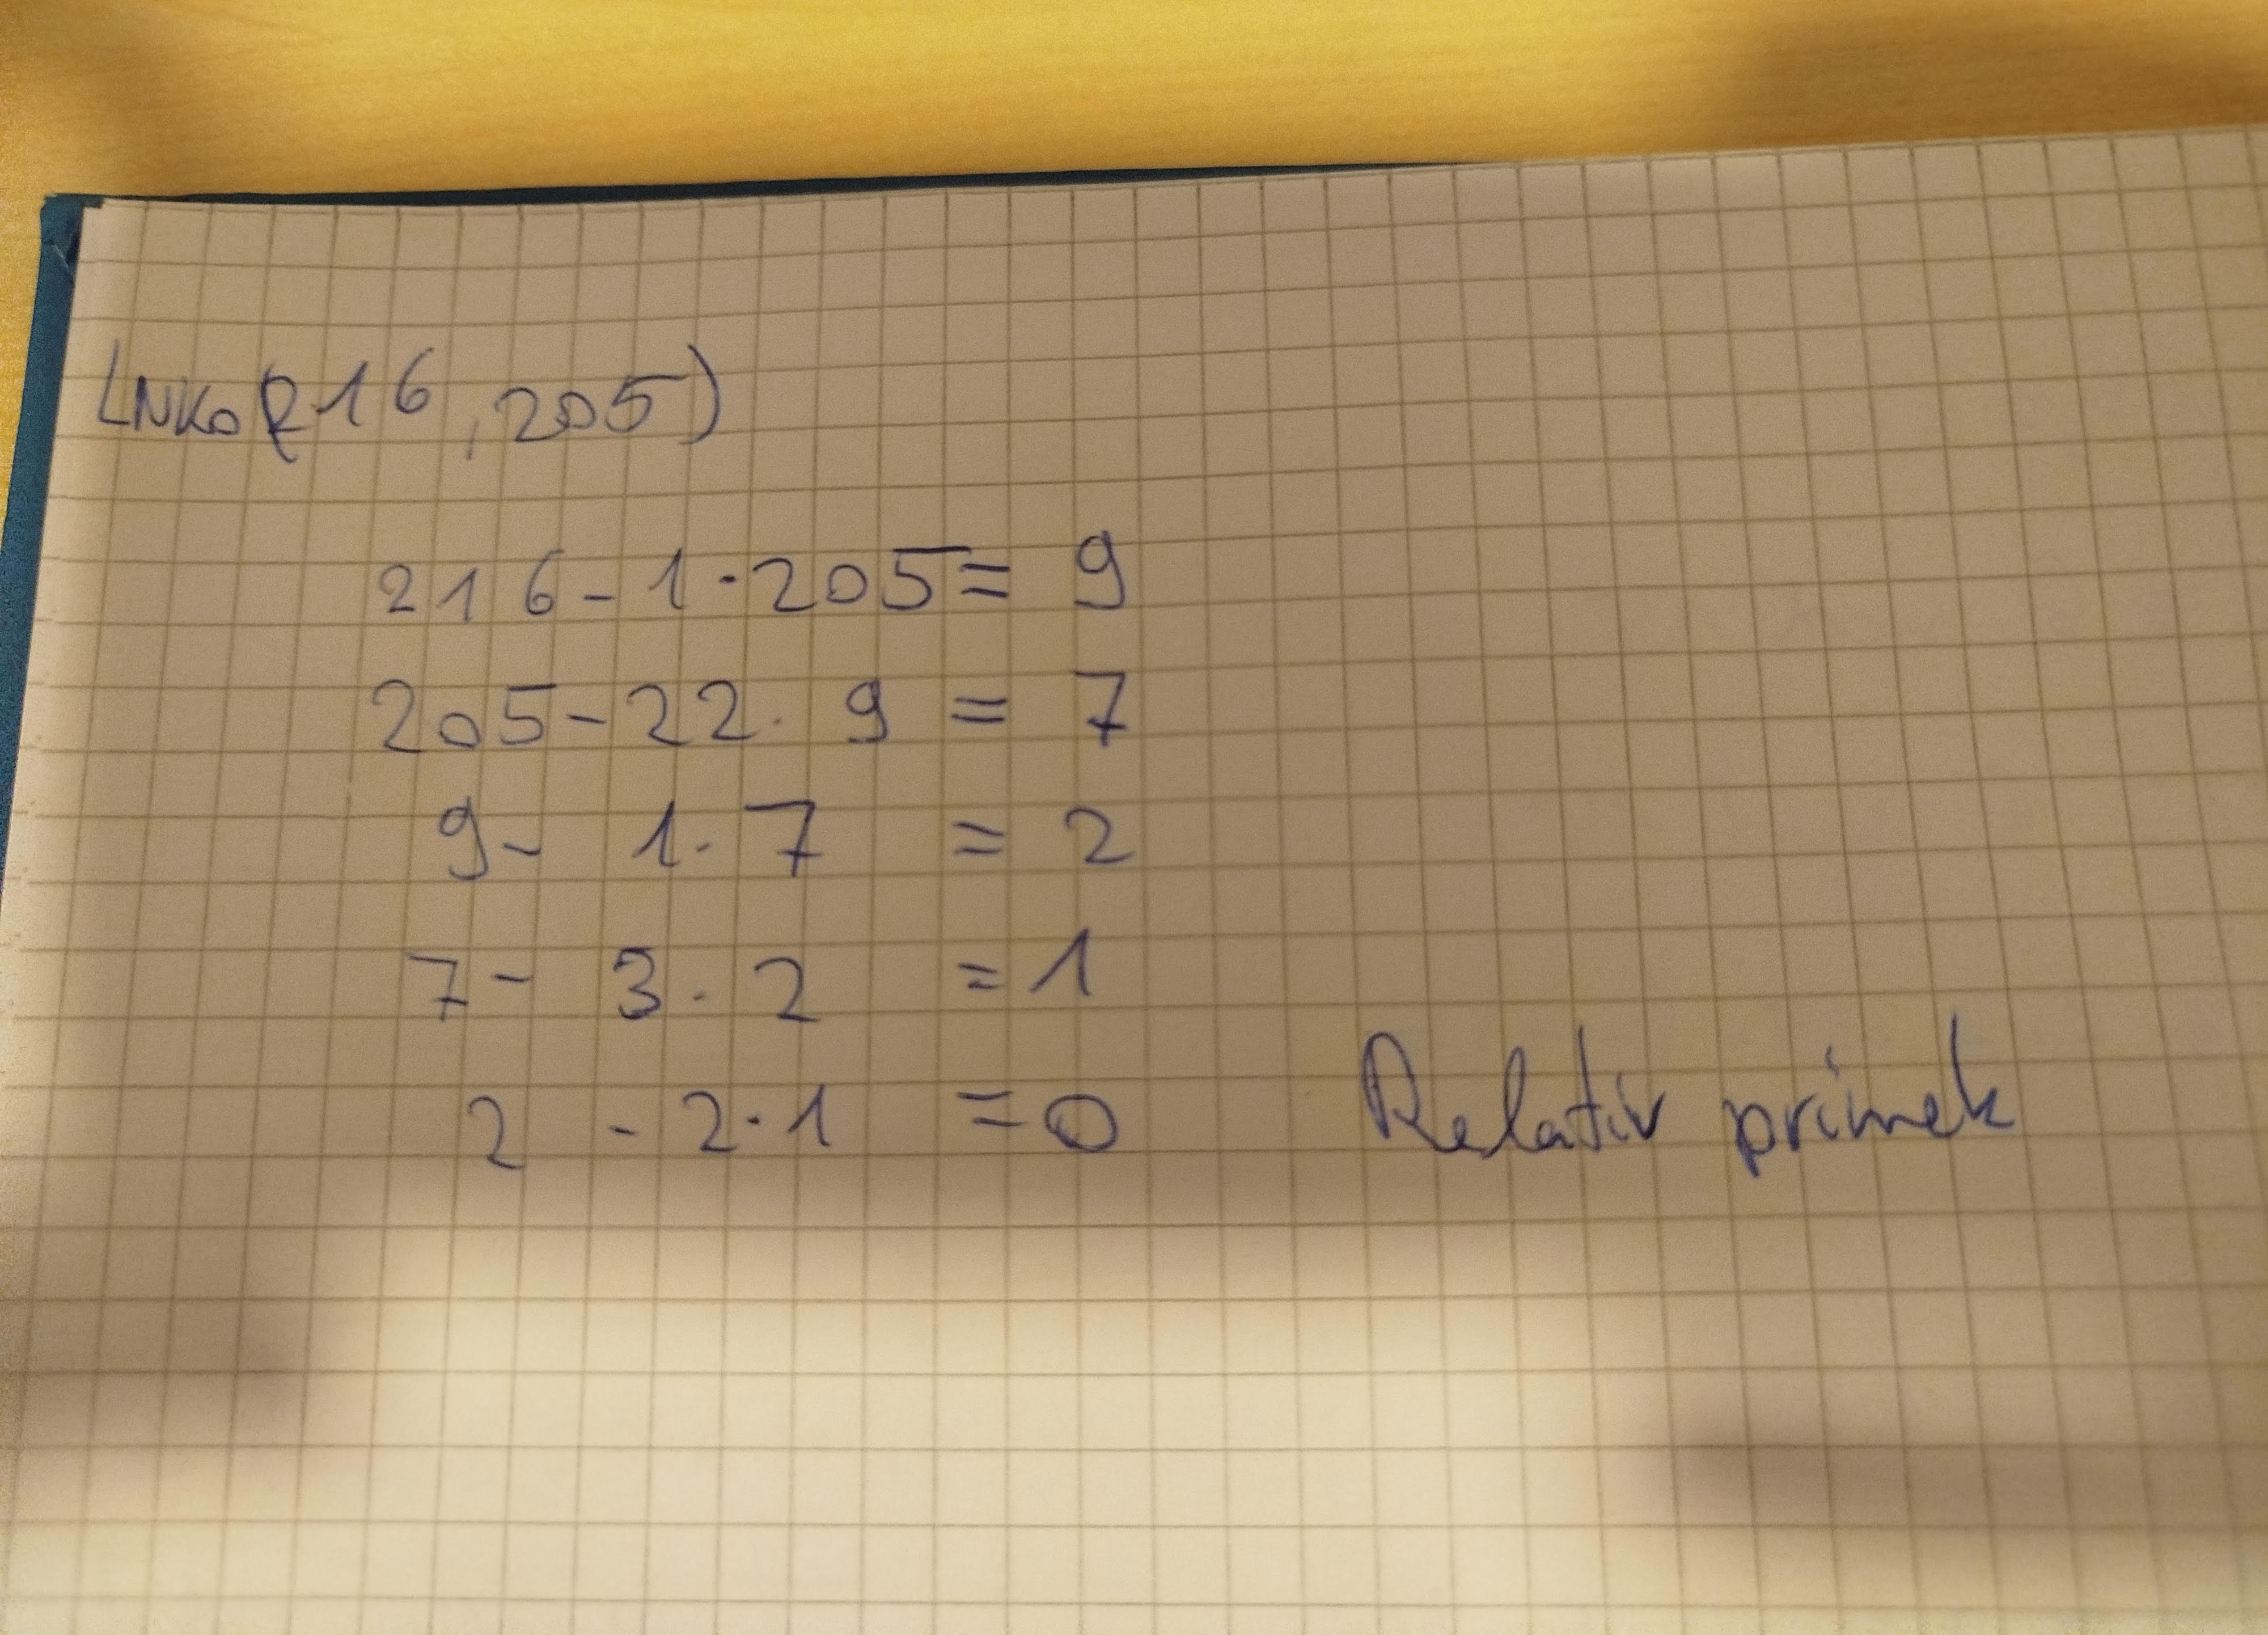 LNKO(216, 205)
216 - 1 · 205 = 9
205 - 22 · 9 = 7
9 - 1 · 7 = 2
7 - 3 · 2 = 1
2 - 2 · 1 = 0 Relatív prímek